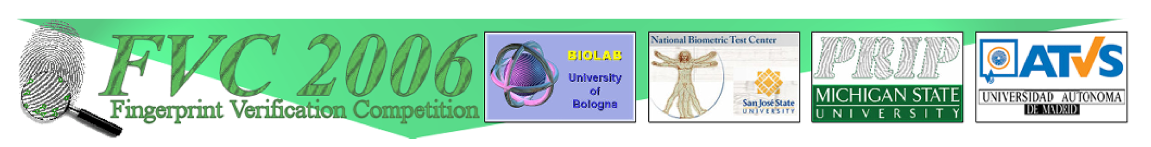 FVC 2006
Fingerprint Verification Competition
BIOLAB
University
of
Bologna
National Biometric Test Center
San José State
UNIVERSITY
PRIP
MICHIGAN STATE
UNIVERSITY
ATVS
UNIVERSIDAD AUTONOMA
DE MADRID